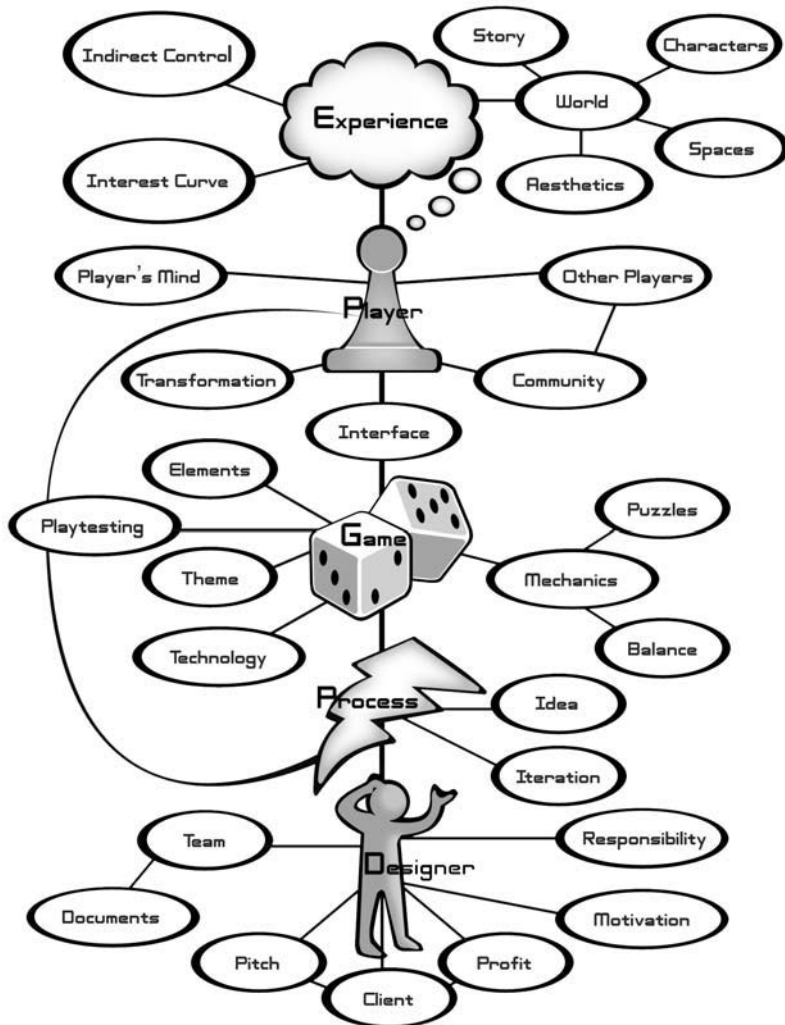 Story
Characters
Indirect Control
World
Experience
Spaces
Interest Curve
Aesthetics
Player's Mind
Other Players
Player
Transformation
Community
Interface
Elements
Puzzles
Playtesting
Game
Theme
Mechanics
Technology
Balance
Process
Idea
Iteration
Team
Responsibility
Designer
Documents
Motivation
Pitch
Profit
Client